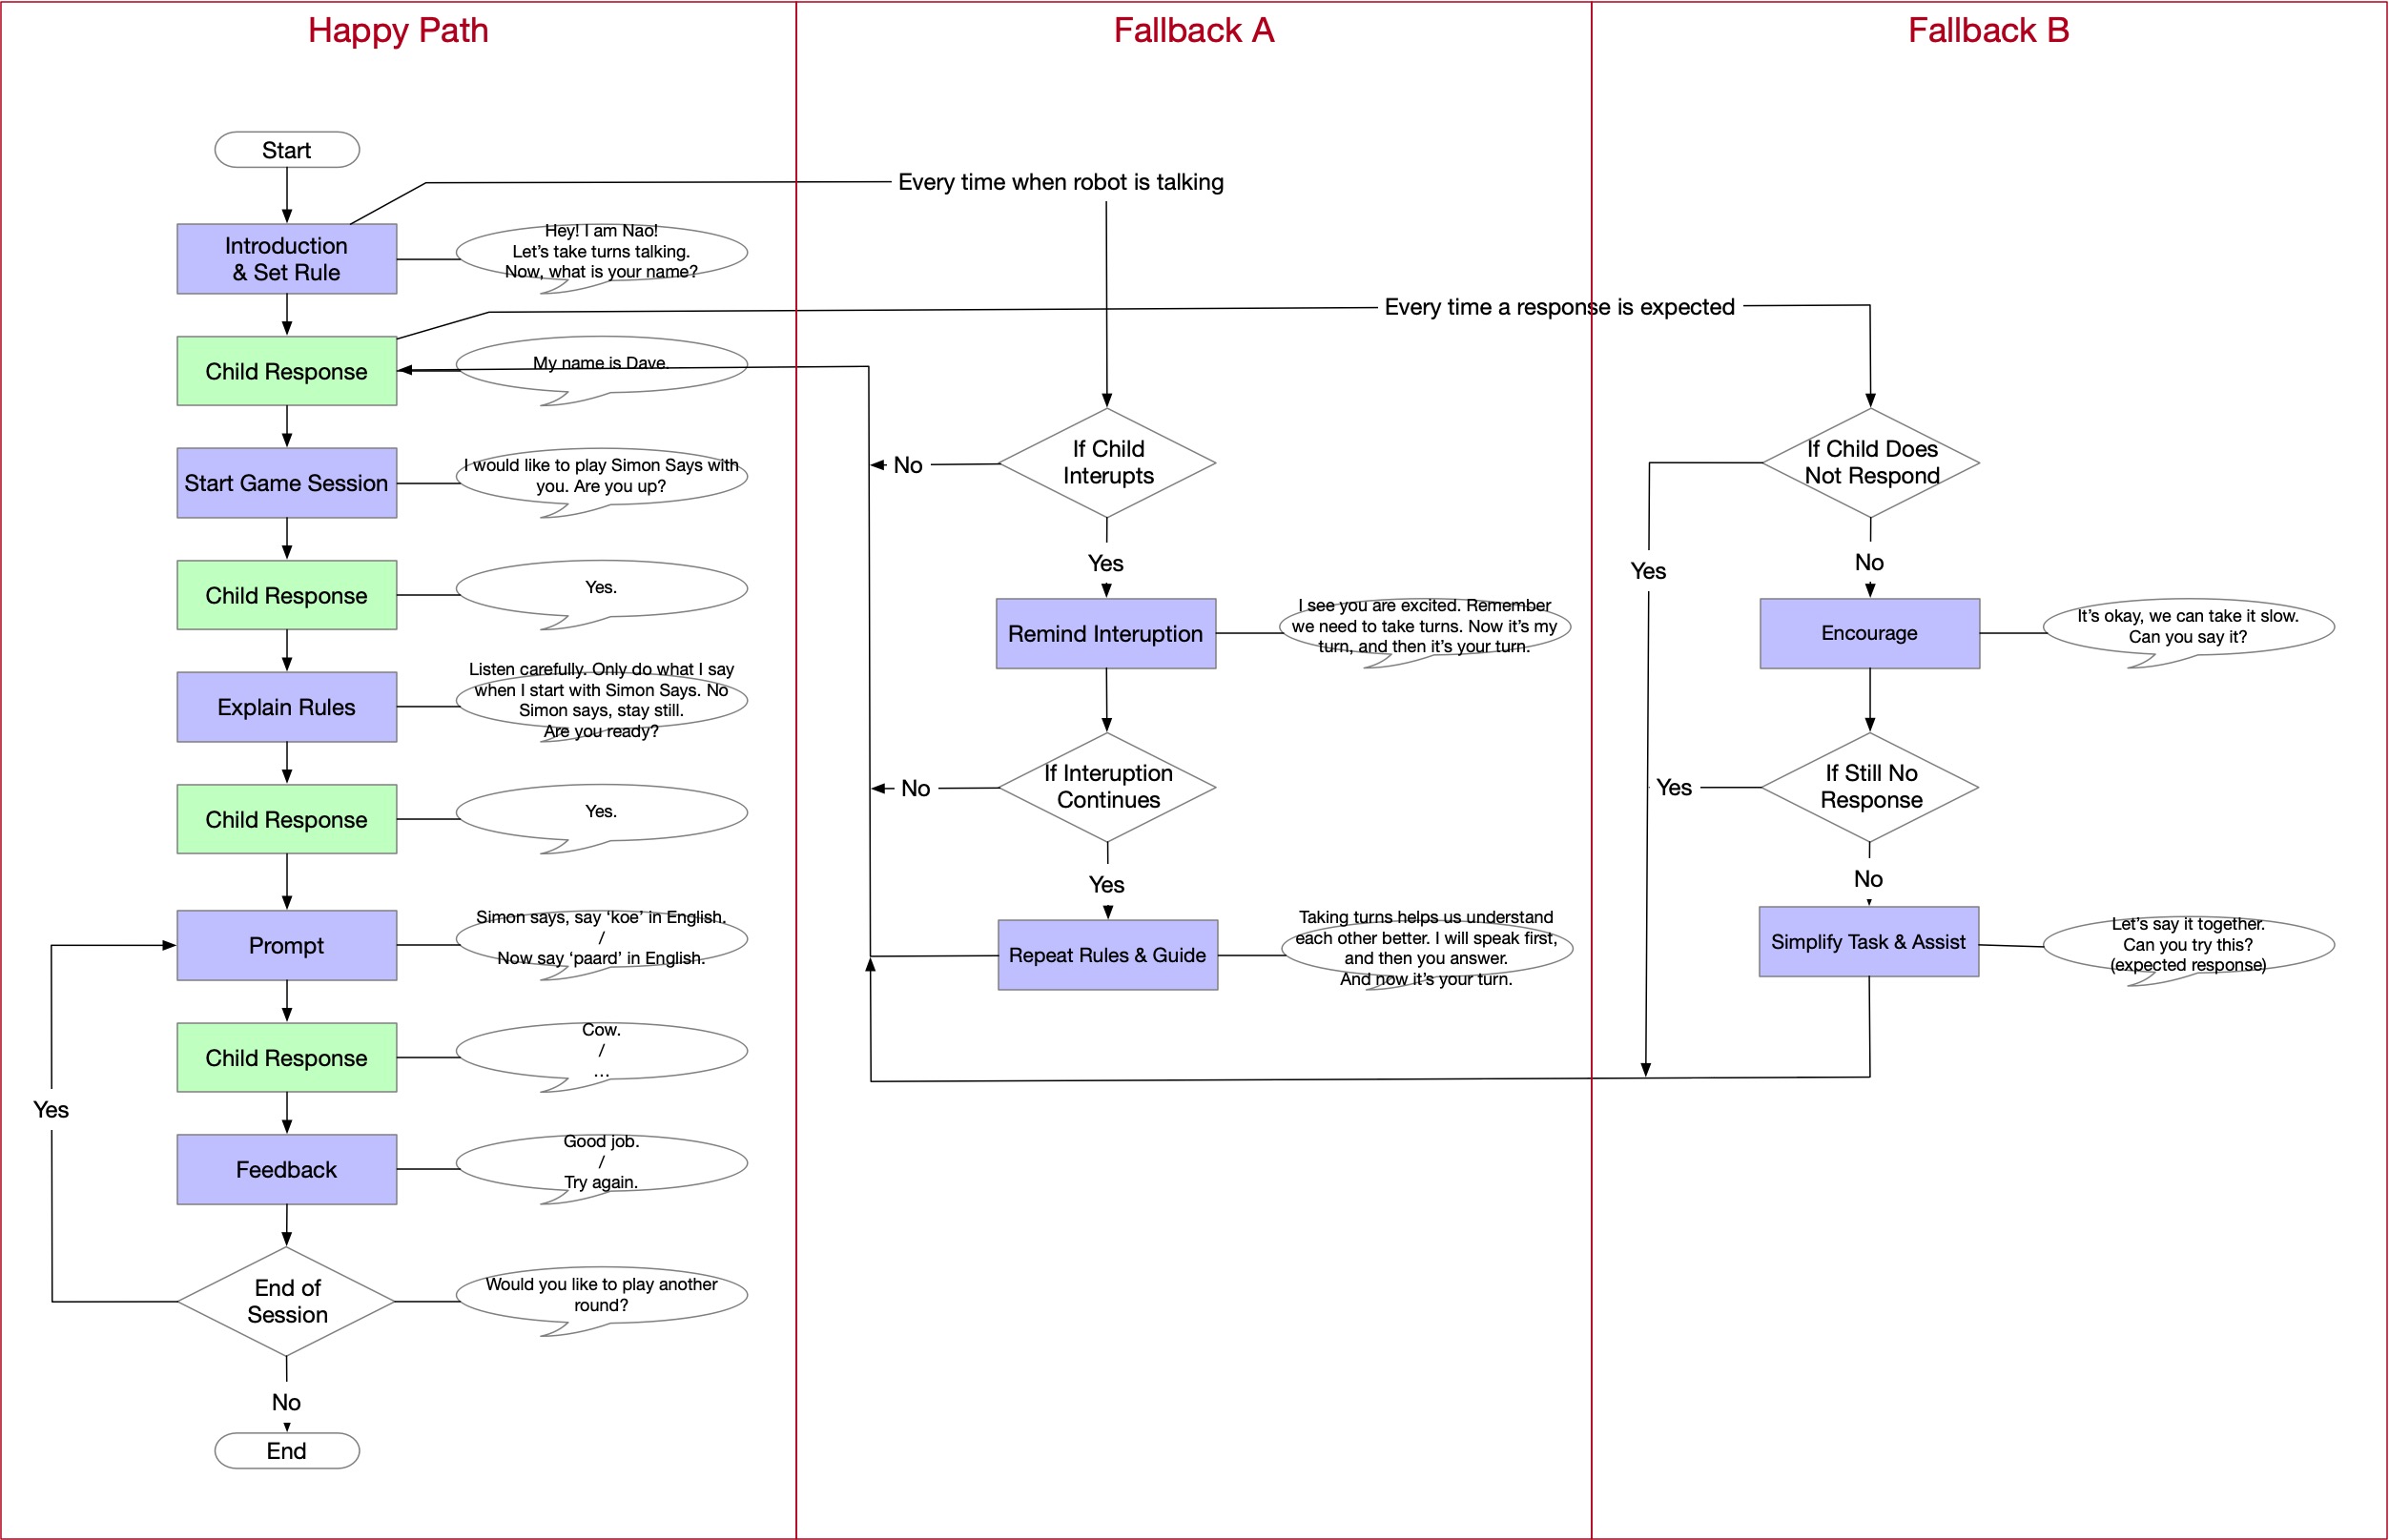 Happy Path
Fallback A
Fallback B
Start
Every time when robot is talking
Introduction
& Set Rule
Hey! I am Nao!
Let's take turns talking.
Now, what is your name?
Every time a response is expected
Child Response
My name is Dave.
Start Game Session
I would like to play Simon Says with
you. Are you up?
Child Response
Yes.
Explain Rules
Listen carefully. Only do what I say
when I start with Simon Says. No
Simon says, stay still.
Are you ready?
Child Response
Yes.
Prompt
Simon says, say ‘koe’ in English.
/
Now say ‘paard’ in English.
Child Response
Cow.
/
...
Yes
Feedback
Good job.
/
Try again.
End of
Session
Would you like to play another
round?
No
End
If Child
Interupts
No
Yes
Remind Interuption
I see you are excited. Remember
we need to take turns. Now it's my
turn, and then it's your turn.
If Interuption
Continues
No
Yes
Repeat Rules & Guide
Taking turns helps us understand
each other better. I will speak first,
and then you answer.
And now it's your turn.
If Child Does
Not Respond
Yes
No
Encourage
It's okay, we can take it slow.
Can you say it?
If Still No
Response
Yes
No
Simplify Task & Assist
Let's say it together.
Can you try this?
(expected response)